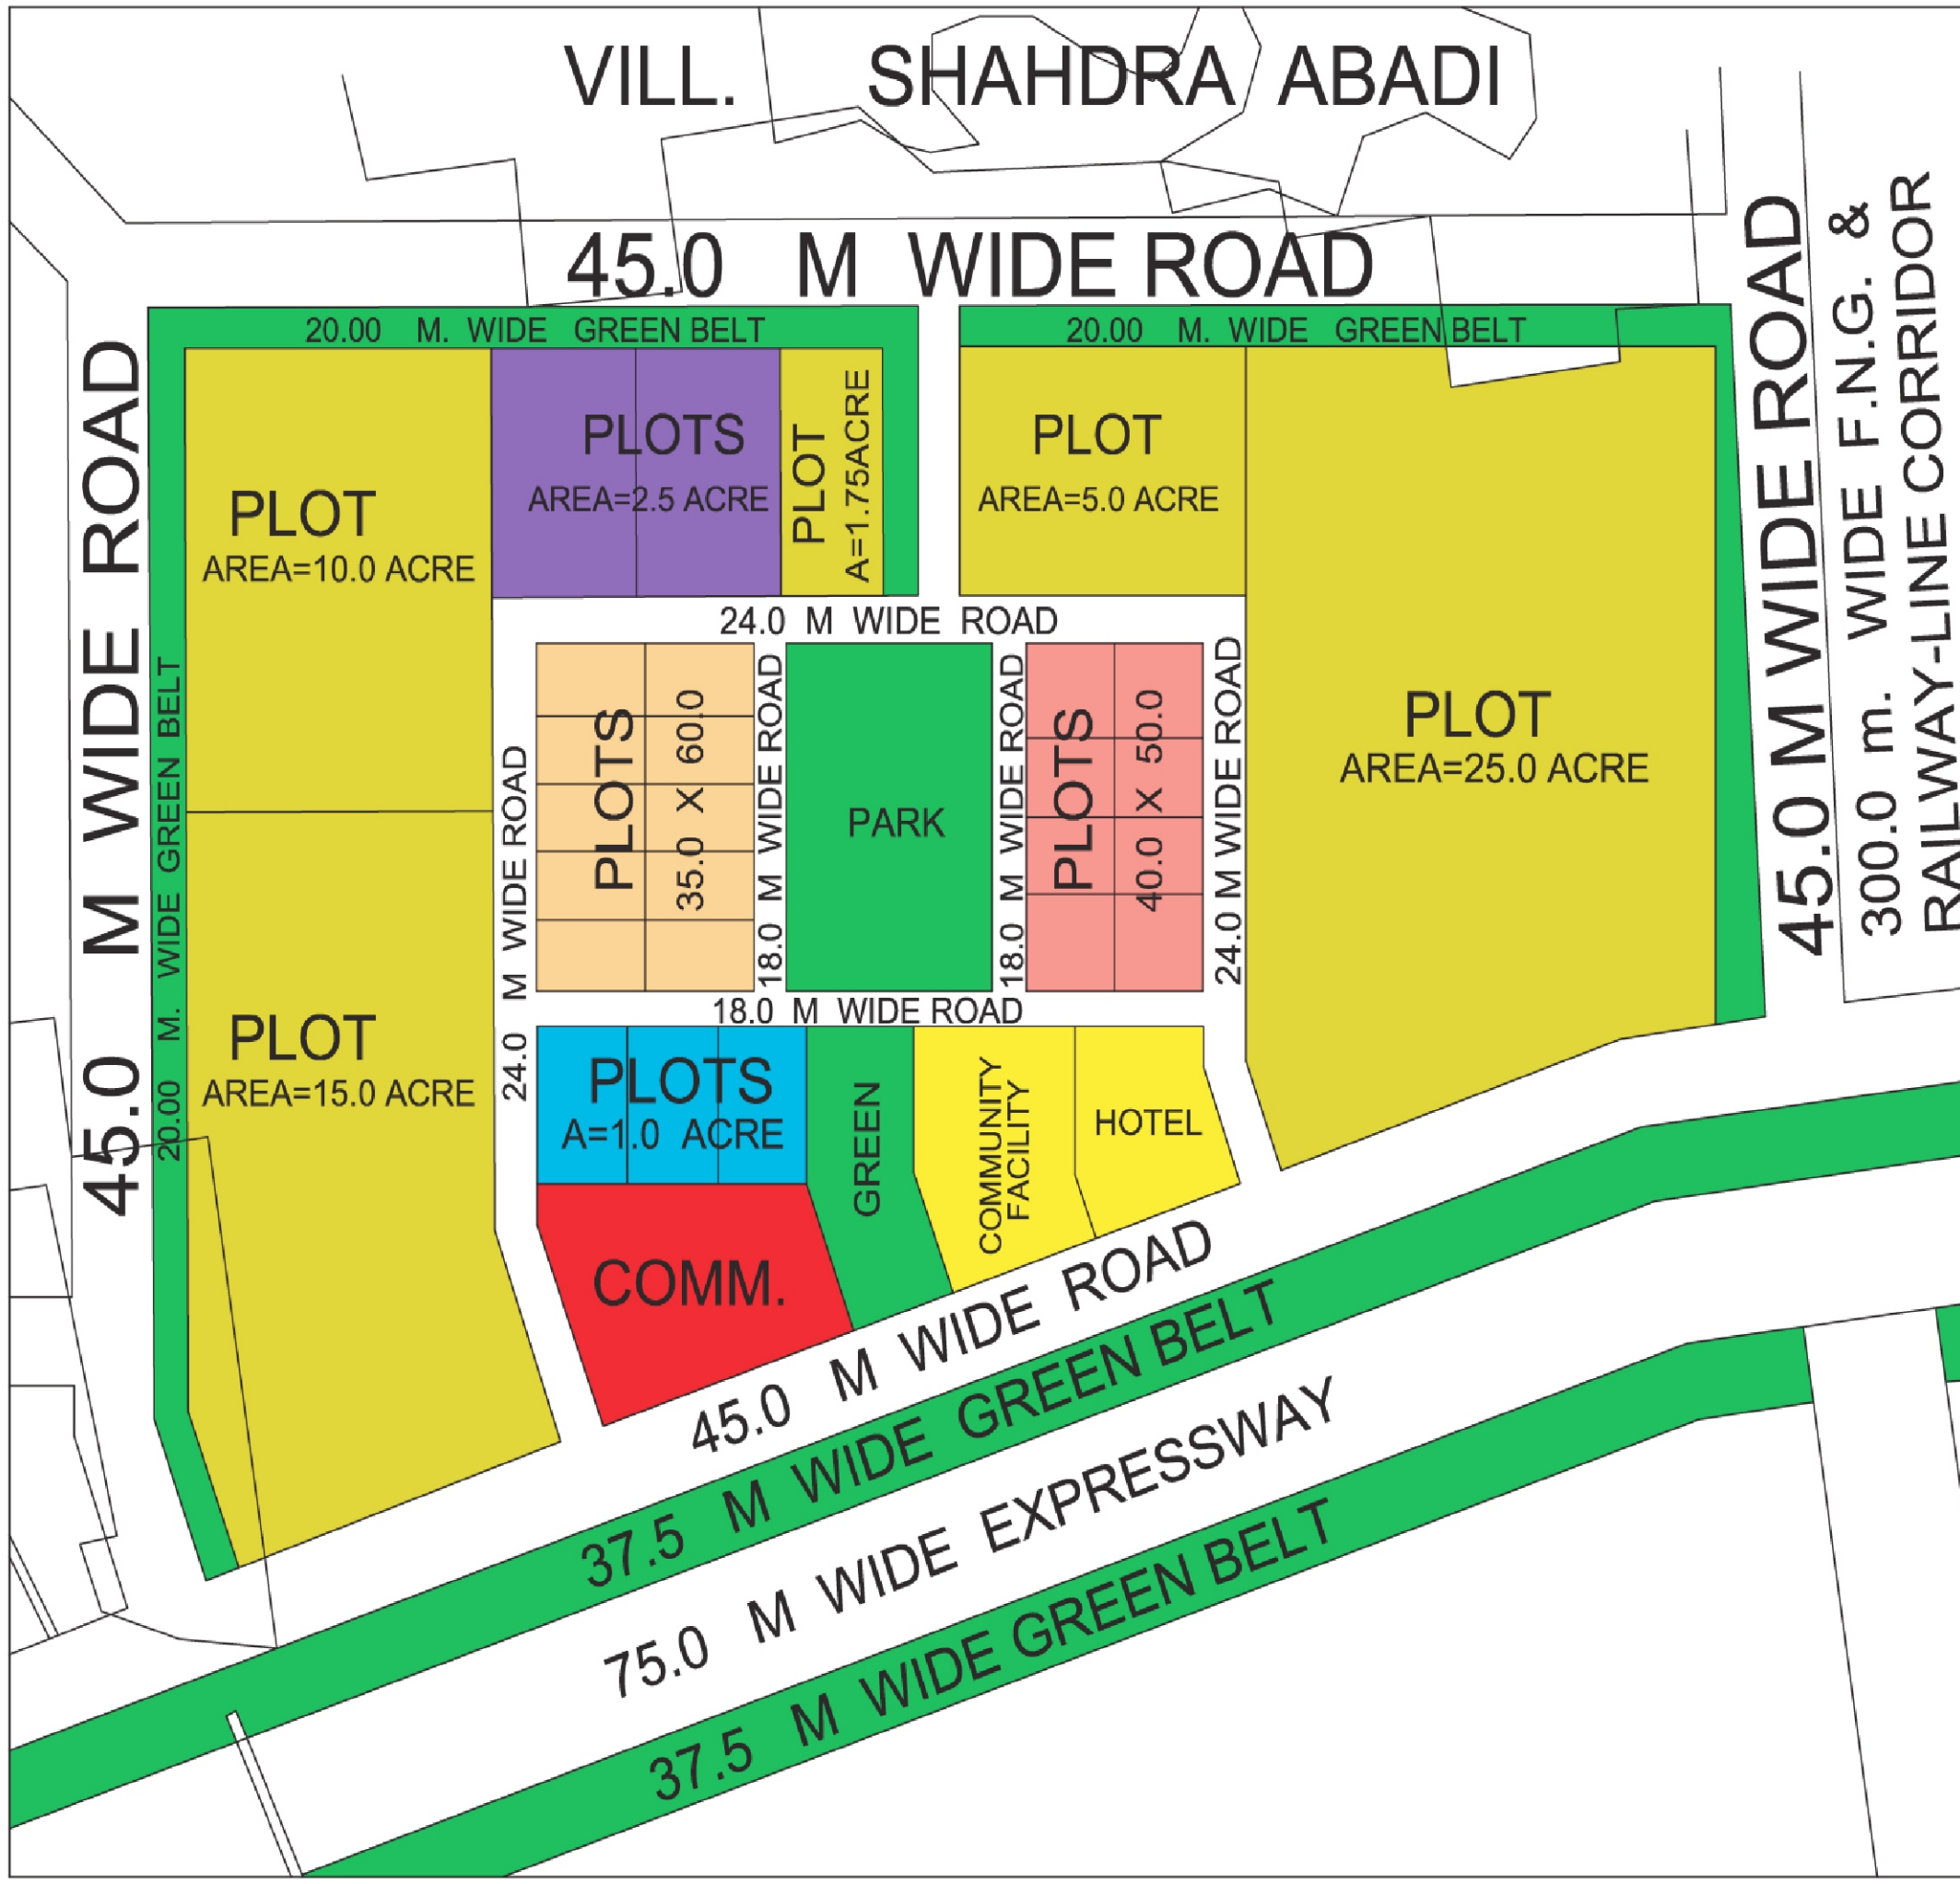 VILL. SHAHDRA ABADI
45.0 M WIDE ROAD
20.00 M. WIDE GREEN BELT
20.00 M. WIDE GREEN BELT
45.0 M WIDE ROAD
20.00 M. WIDE GREEN BELT
PLOT
AREA=10.0 ACRE
PLOTS
AREA=2.5 ACRE
PLOT
A=1.75ACRE
PLOT
AREA=5.0 ACRE
45.0 M WIDE ROAD
300.0 m. WIDE F.N.G. &
RAILWAY-LINE CORRIDOR
24.0 M WIDE ROAD
24.0 M WIDE ROAD
PLOTS
35.0 X 60.0
18.0 M WIDE ROAD
PARK
18.0 M WIDE ROAD
PLOTS
40.0 X 50.0
24.0 M WIDE ROAD
PLOT
AREA=25.0 ACRE
18.0 M WIDE ROAD
PLOT
AREA=15.0 ACRE
PLOTS
A=1.0 ACRE
GREEN
COMMUNITY
FACILITY
HOTEL
COMM.
45.0 M WIDE ROAD
37.5 M WIDE GREEN BELT
75.0 M WIDE EXPRESSWAY
37.5 M WIDE GREEN BELT